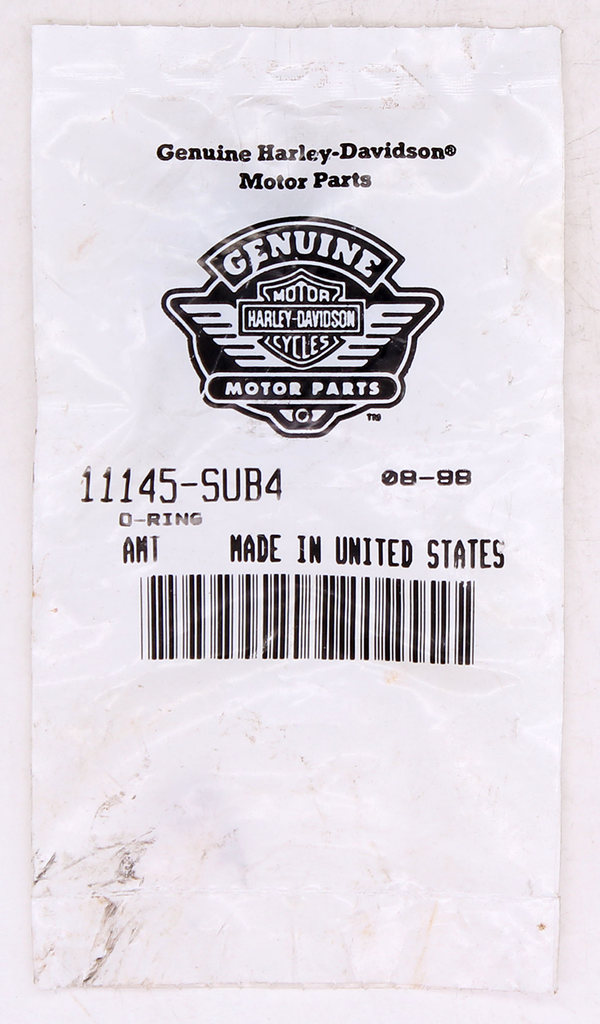 Genuine Harley-Davidson®
Motor Parts
GENUINE
MOTOR
HARLEY-DAVIDSON
CYCLES
MOTOR PARTS
TM
11145-SUB4 08-98
O-RING
AMT MADE IN UNITED STATES